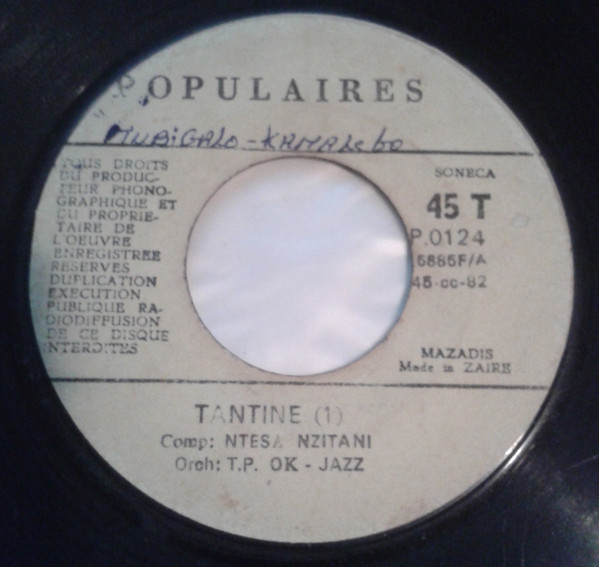 POPULAIRES
MUBIGALO - KAMALEBO
TOUS DROITS
DU PRODUC-
TEUR PHONO-
GRAPHIQUE ET
DU PROPRIE-
TAIRE DE
L'OEUVRE
ENREGISTREE
RESERVES
DUPLICATION
EXECUTION
PUBLIQUE RA-
DIODIFFUSION
DE CE DISQUE
INTERDITES
SONECA
45 T
P.0124
5885F/A
45-cc-82
MAZADIS
Made in ZAIRE
TANTINE (1)
Comp: NTESA NZITANI
Orch: T.P. OK - JAZZ